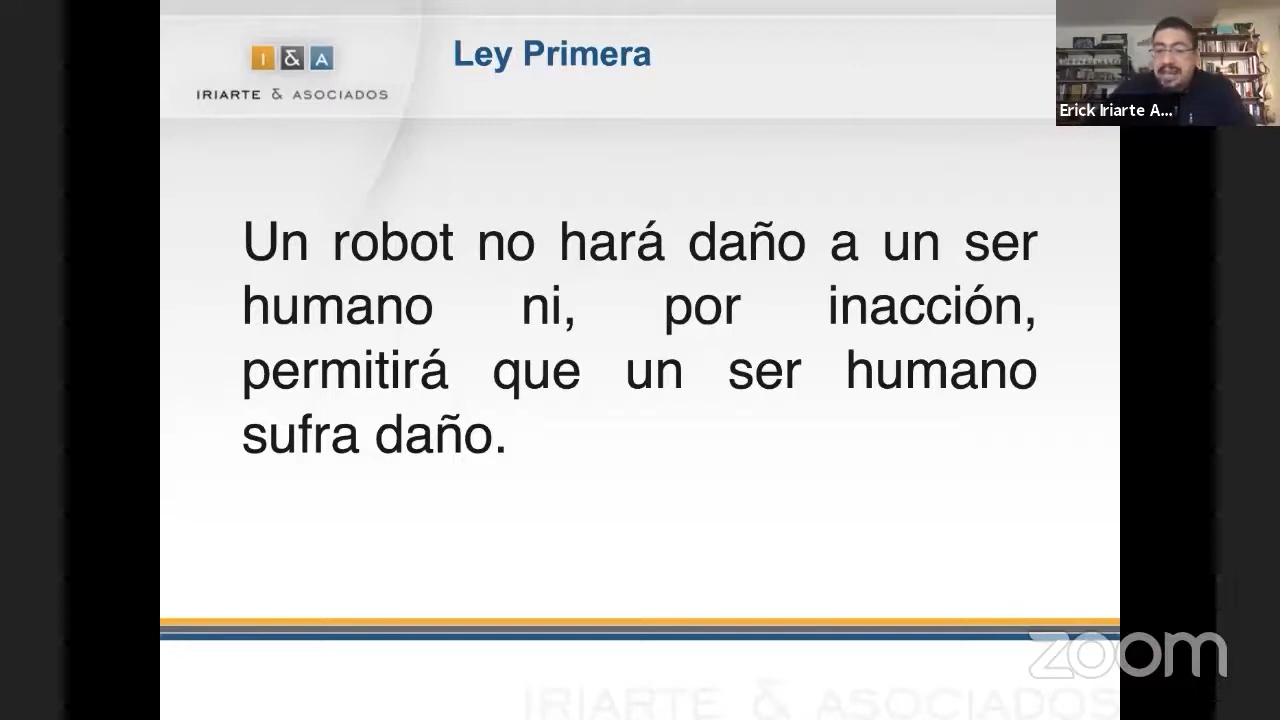 I & A
IRIARTE & ASOCIADOS
Ley Primera
Erick Iriarte A...
Un robot no hará daño a un ser
humano ni, por inacción,
permitirá que un ser humano
sufra daño.
zoom
IRIARTE & ASOCIADOS